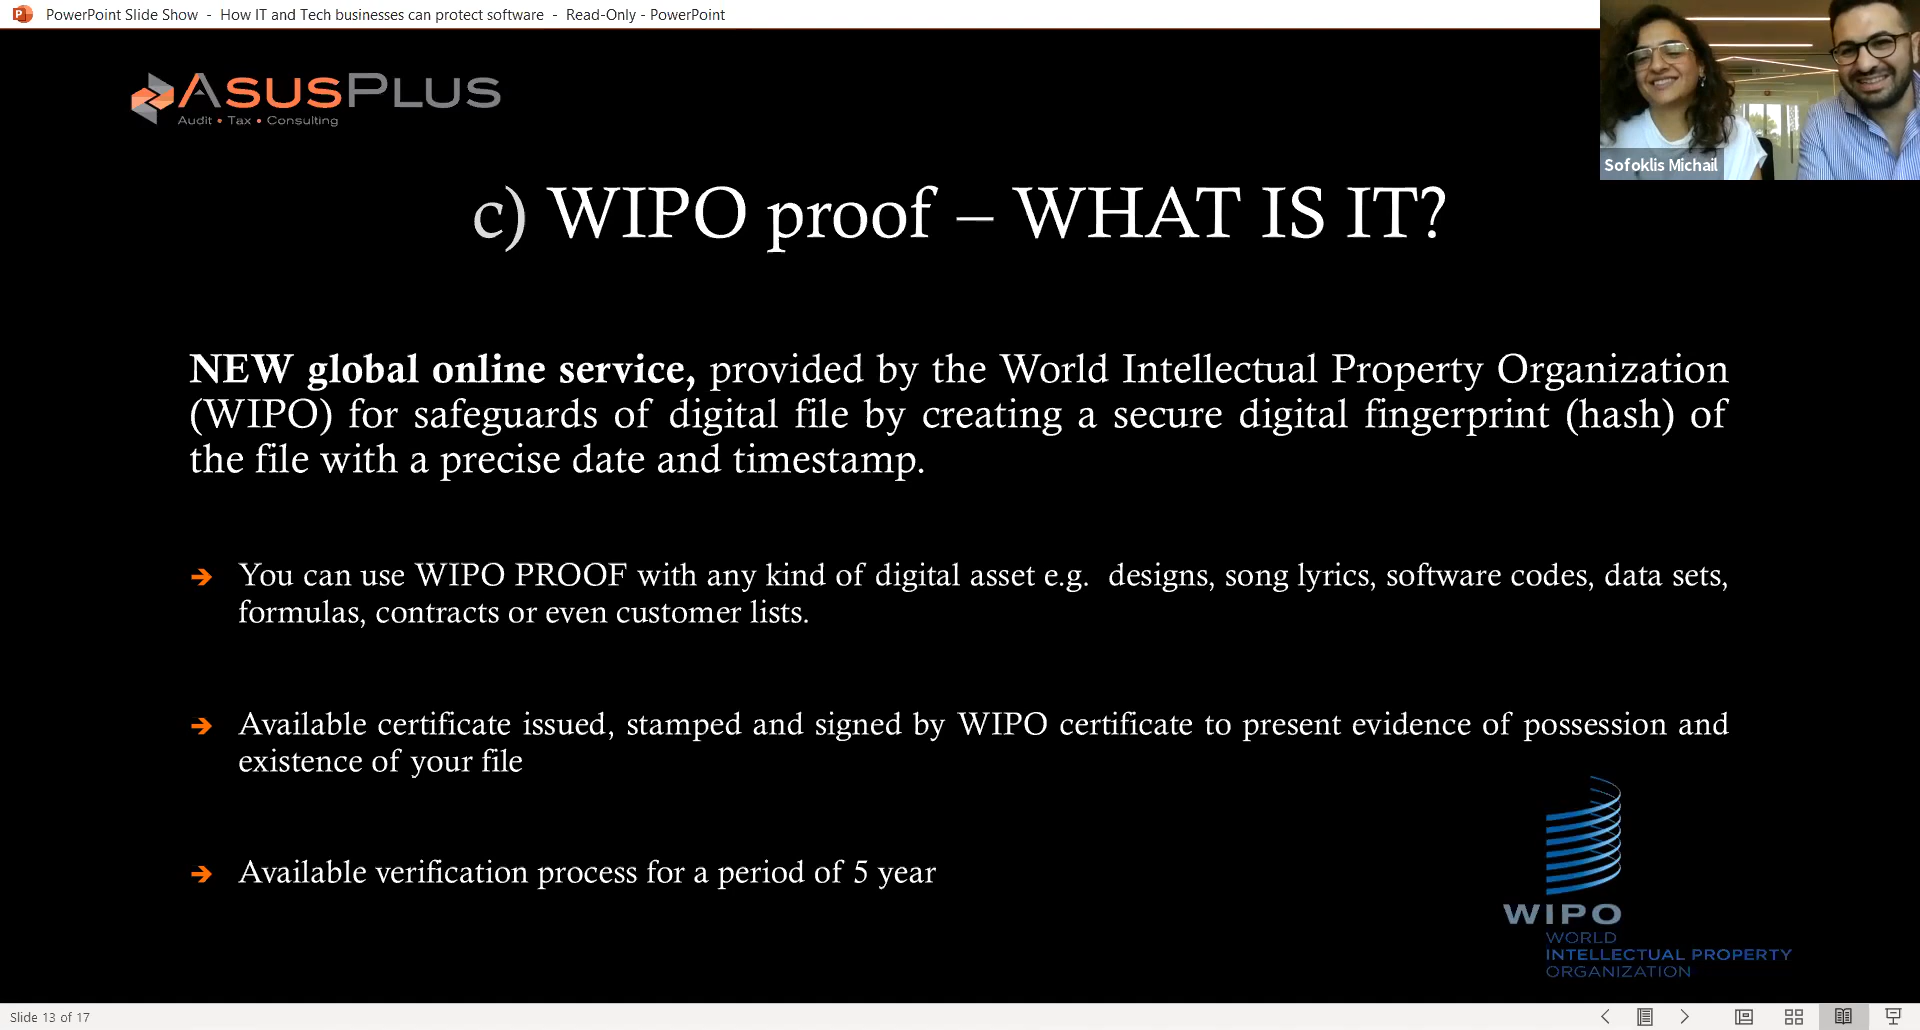 PowerPoint Slide Show - How IT and Tech businesses can protect software - Read-Only - PowerPoint
ASUSPLUS
Audit • Tax • Consulting
Sofoklis Michail
c) WIPO proof – WHAT IS IT?
NEW global online service, provided by the World Intellectual Property Organization
(WIPO) for safeguards of digital file by creating a secure digital fingerprint (hash) of
the file with a precise date and timestamp.
➔ You can use WIPO PROOF with any kind of digital asset e.g. designs, song lyrics, software codes, data sets,
formulas, contracts or even customer lists.
➔ Available certificate issued, stamped and signed by WIPO certificate to present evidence of possession and
existence of your file
➔ Available verification process for a period of 5 year
WIPO
WORLD
INTELLECTUAL PROPERTY
ORGANIZATION
Slide 13 of 17